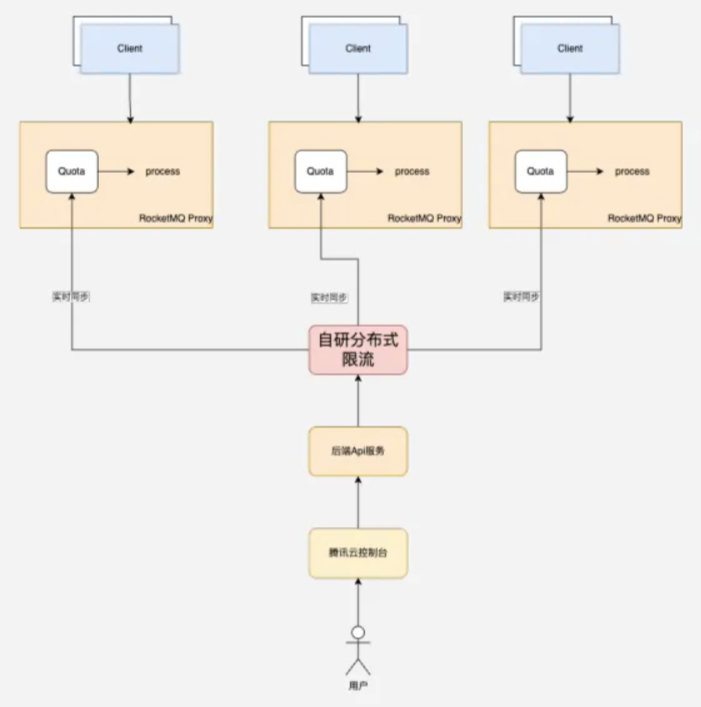 Client
Client
Client
Quota
process
RocketMQ Proxy
Quota
process
RocketMQ Proxy
Quota
process
RocketMQ Proxy
实时同步
实时同步
实时同步
自研分布式
限流
后端Api服务
腾讯云控制台
用户